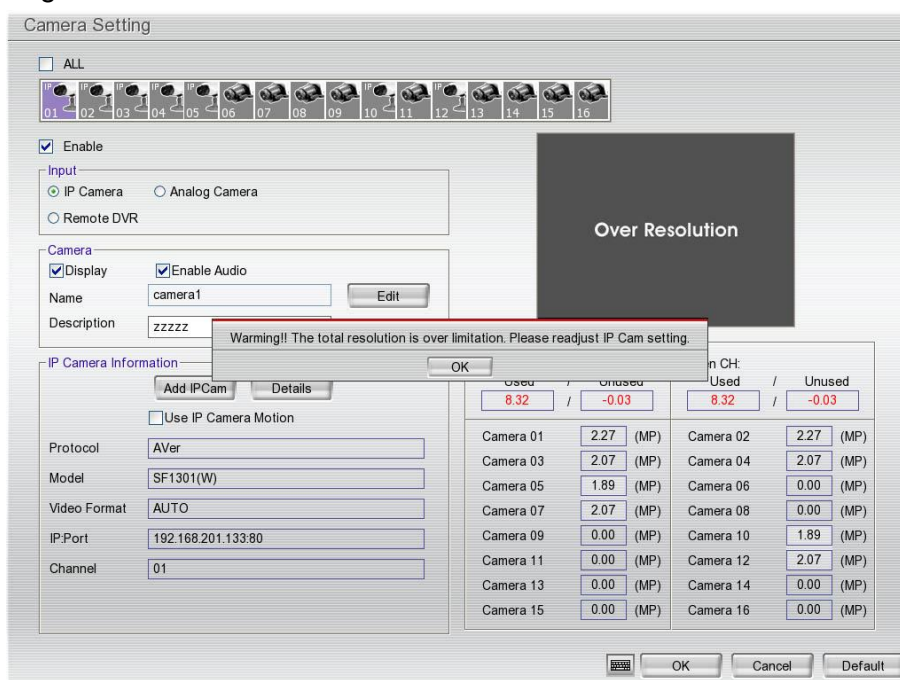 Camera Setting
ALL
IP IP IP IP IP IP IP
01 02 03 04 05 06 07 08 09 10 11 12 13 14 15 16
Enable
Input
IP Camera Analog Camera
Remote DVR
Over Resolution
Camera
Display Enable Audio
Name camera1 Edit
Description zzzzz
Warming!! The total resolution is over limitation. Please readjust IP Cam setting.
OK
IP Camera Information
Add IPCam Details
Use IP Camera Motion
Protocol AVer
Model SF1301(W)
Video Format AUTO
IP:Port 192.168.201.133:80
Channel 01
CH:
Used / Unused Used / Unused
8.32 / -0.03 8.32 / -0.03
Camera 01 2.27 (MP) Camera 02 2.27 (MP)
Camera 03 2.07 (MP) Camera 04 2.07 (MP)
Camera 05 1.89 (MP) Camera 06 0.00 (MP)
Camera 07 2.07 (MP) Camera 08 0.00 (MP)
Camera 09 0.00 (MP) Camera 10 1.89 (MP)
Camera 11 0.00 (MP) Camera 12 2.07 (MP)
Camera 13 0.00 (MP) Camera 14 0.00 (MP)
Camera 15 0.00 (MP) Camera 16 0.00 (MP)
OK Cancel Default